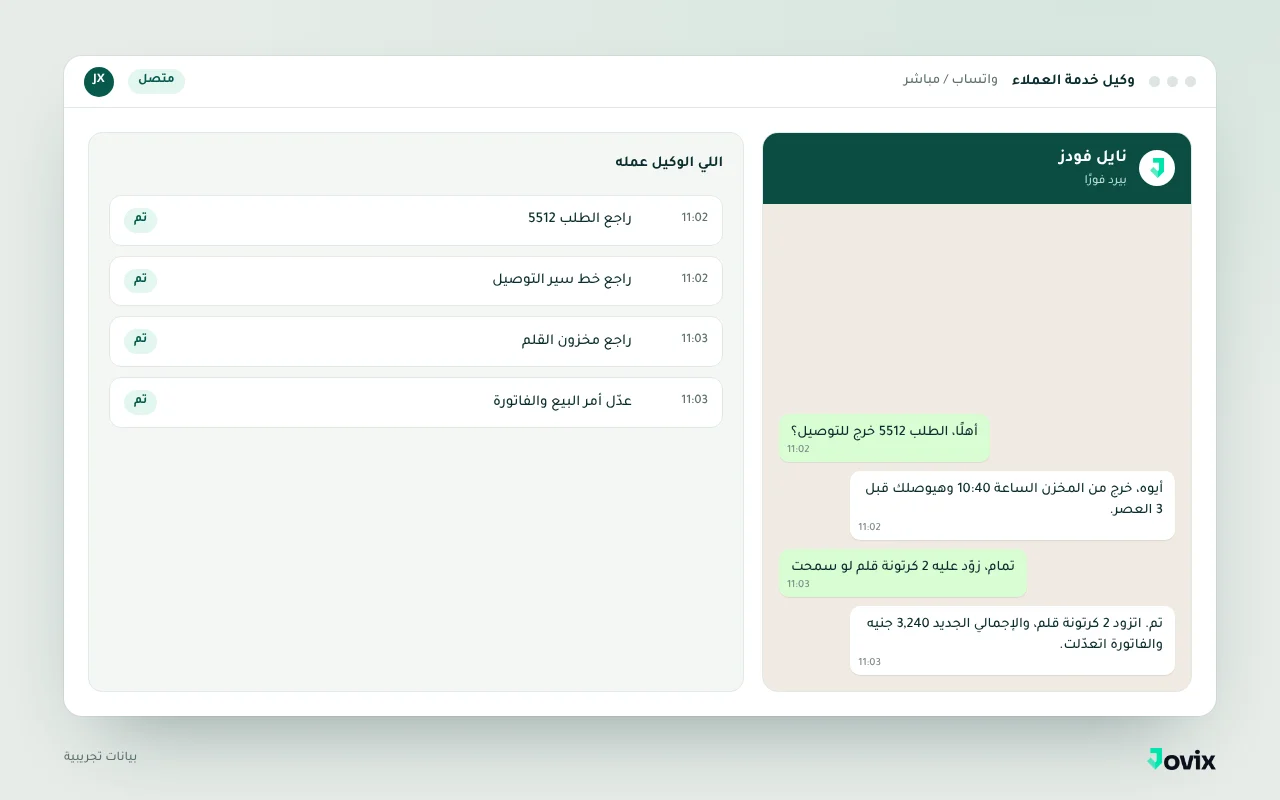 وكيل خدمة العملاء
واتساب / مباشر
متصل
JX
نايل فودز
بيرد فورًا
أهلًا، الطلب 5512 خرج للتوصيل؟
11:02
أيوه، خرج من المخزن الساعة 10:40 وهيوصلك قبل
3 العصر.
11:02
تمام، زوّد عليه 2 كرتونة قلم لو سمحت
11:03
تم. اتزود 2 كرتونة قلم، والإجمالي الجديد 3,240 جنيه
والفاتورة اتعدّلت.
11:03
اللي الوكيل عمله
11:02 راجع الطلب 5512 تم
11:02 راجع خط سير التوصيل تم
11:03 راجع مخزون القلم تم
11:03 عدّل أمر البيع والفاتورة تم
Jovix
بيانات تجريبية